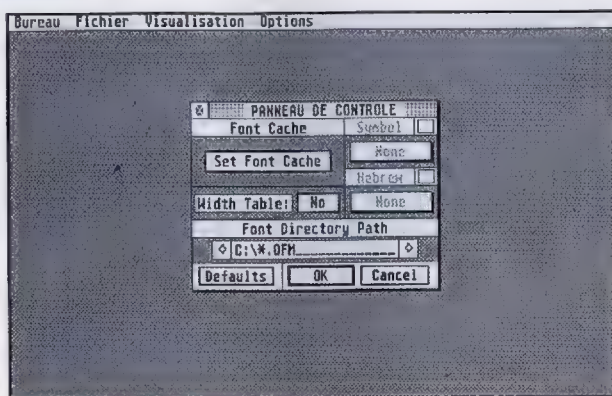 Bureau Fichier Visualisation Options
PANNEAU DE CONTROLE
Font Cache
Symbol
Set Font Cache
None
Hebrew
Width Table: No
None
Font Directory Path
C:\*.OFM
Defaults OK Cancel